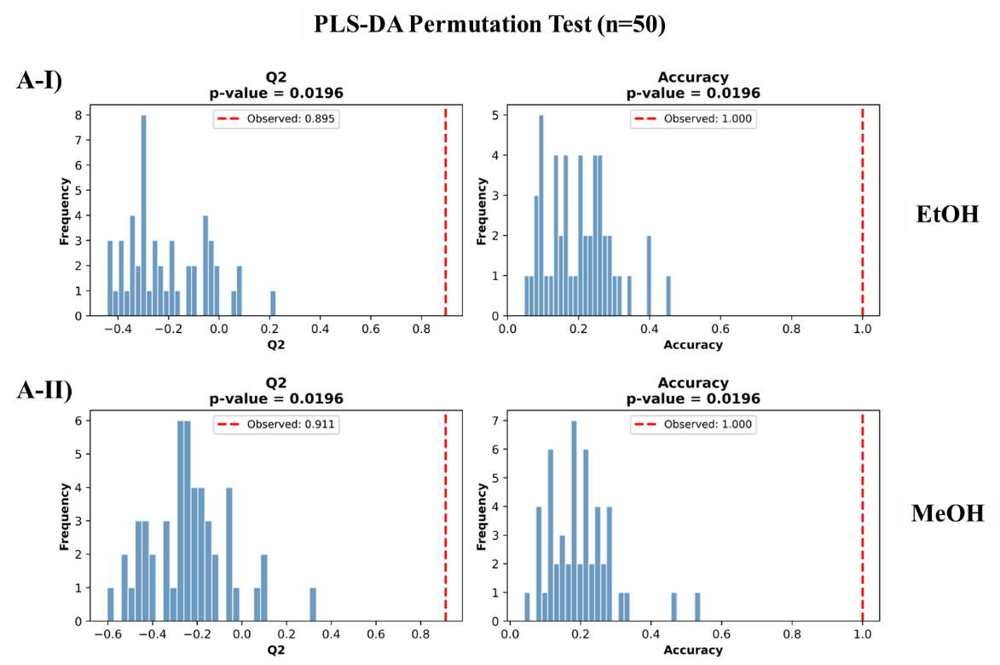 PLS-DA Permutation Test (n=50)
A-I)
Q2
p-value = 0.0196
Observed: 0.895
Frequency
8
7
6
5
4
3
2
1
0
−0.4 −0.2 0.0 0.2 0.4 0.6 0.8
Q2
Accuracy
p-value = 0.0196
Observed: 1.000
Frequency
5
4
3
2
1
0
0.0 0.2 0.4 0.6 0.8 1.0
Accuracy
EtOH
A-II)
Q2
p-value = 0.0196
Observed: 0.911
Frequency
6
5
4
3
2
1
0
−0.6 −0.4 −0.2 0.0 0.2 0.4 0.6 0.8
Q2
Accuracy
p-value = 0.0196
Observed: 1.000
Frequency
7
6
5
4
3
2
1
0
0.0 0.2 0.4 0.6 0.8 1.0
Accuracy
MeOH